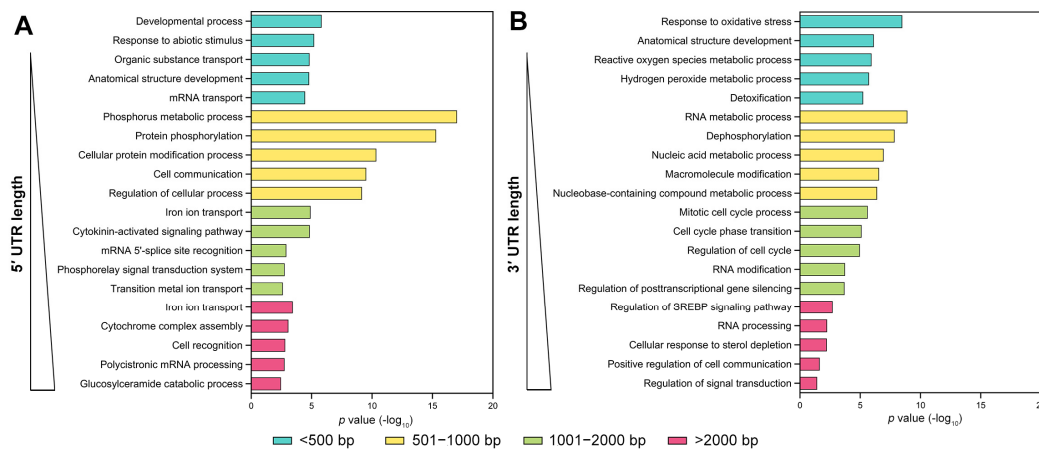 A
5′ UTR length
Developmental process
Response to abiotic stimulus
Organic substance transport
Anatomical structure development
mRNA transport
Phosphorus metabolic process
Protein phosphorylation
Cellular protein modification process
Cell communication
Regulation of cellular process
Iron ion transport
Cytokinin-activated signaling pathway
mRNA 5'-splice site recognition
Phosphorelay signal transduction system
Transition metal ion transport
Iron ion transport
Cytochrome complex assembly
Cell recognition
Polycistronic mRNA processing
Glucosylceramide catabolic process
0 5 10 15 20
p value (-log10)
B
3′ UTR length
Response to oxidative stress
Anatomical structure development
Reactive oxygen species metabolic process
Hydrogen peroxide metabolic process
Detoxification
RNA metabolic process
Dephosphorylation
Nucleic acid metabolic process
Macromolecule modification
Nucleobase-containing compound metabolic process
Mitotic cell cycle process
Cell cycle phase transition
Regulation of cell cycle
RNA modification
Regulation of posttranscriptional gene silencing
Regulation of SREBP signaling pathway
RNA processing
Cellular response to sterol depletion
Positive regulation of cell communication
Regulation of signal transduction
0 5 10 15 20
p value (-log10)
<500 bp 501−1000 bp 1001−2000 bp >2000 bp